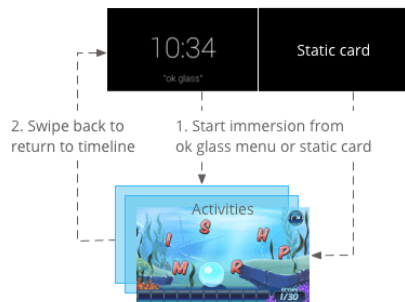 10:34
"ok glass"
Static card
2. Swipe back to
return to timeline
1. Start immersion from
ok glass menu or static card
Activities
I S H
M R P
1/30